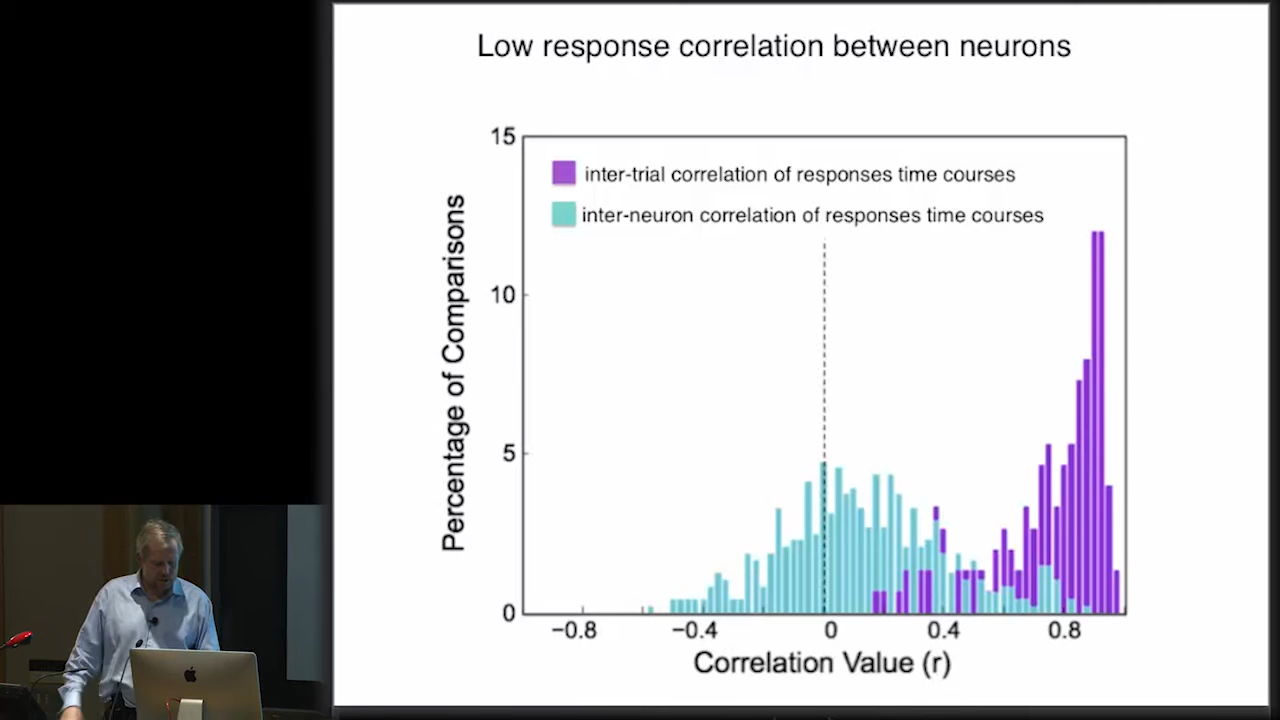 Low response correlation between neurons
15
inter-trial correlation of responses time courses
inter-neuron correlation of responses time courses
10
Percentage of Comparisons
5
0
−0.8
−0.4
0
0.4
0.8
Correlation Value (r)